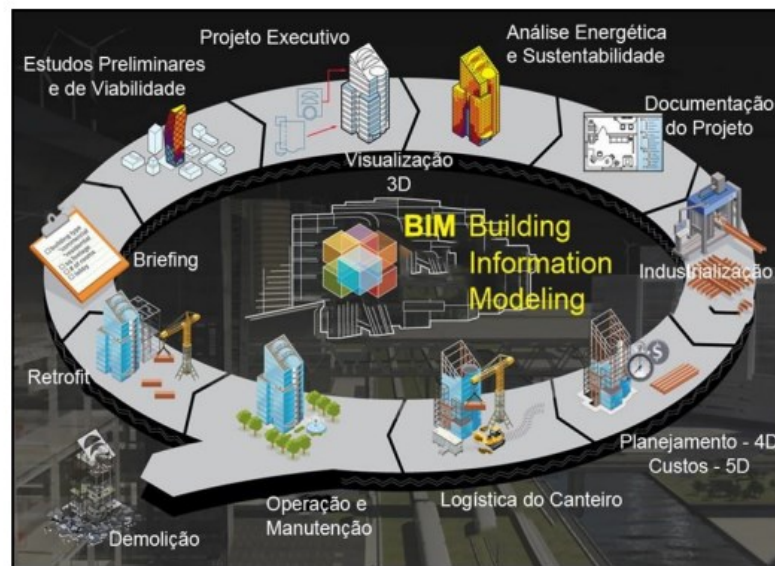 Projeto Executivo
Análise Energética
e Sustentabilidade
Estudos Preliminares
e de Viabilidade
Documentação
do Projeto
Visualização
3D
BIM Building
Information
Modeling
Briefing
Industrialização
Retrofit
Planejamento - 4D
Custos - 5D
Logística do Canteiro
Operação e
Manutenção
Demolição